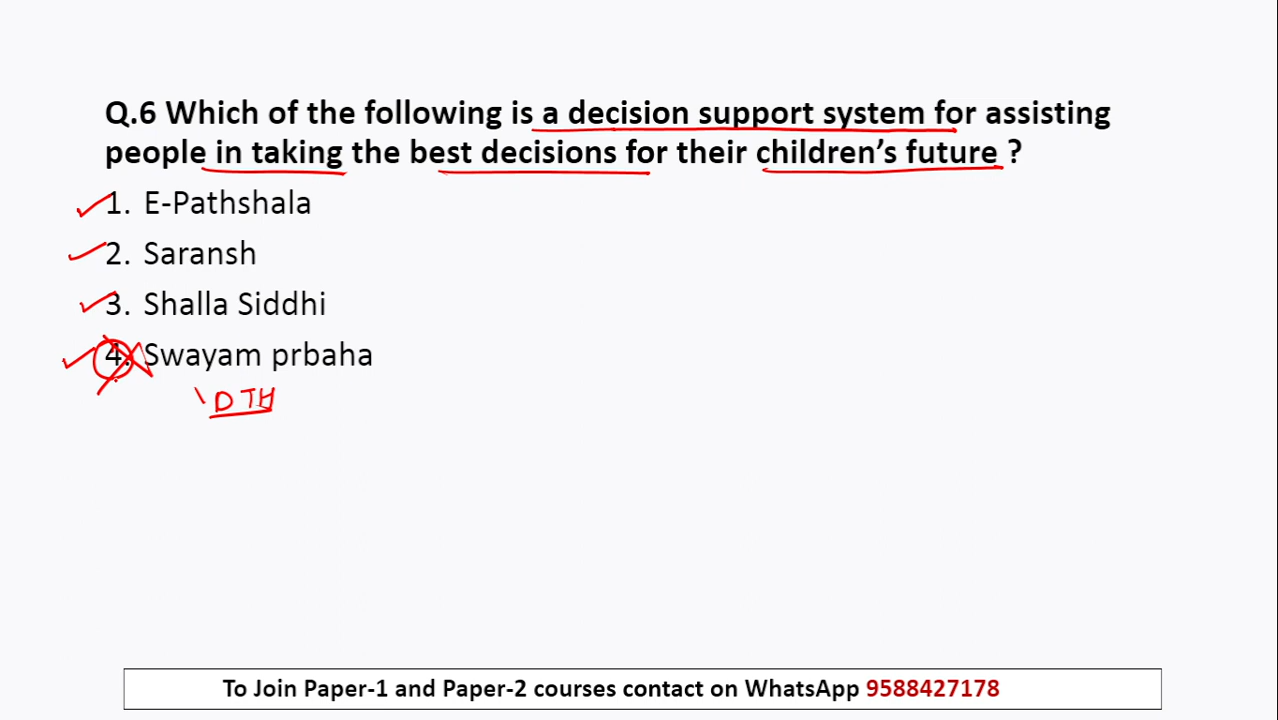 Q.6 Which of the following is a decision support system for assisting
people in taking the best decisions for their children’s future ?
1. E-Pathshala
2. Saransh
3. Shalla Siddhi
4. Swayam prbaha
DTH
To Join Paper-1 and Paper-2 courses contact on WhatsApp 9588427178